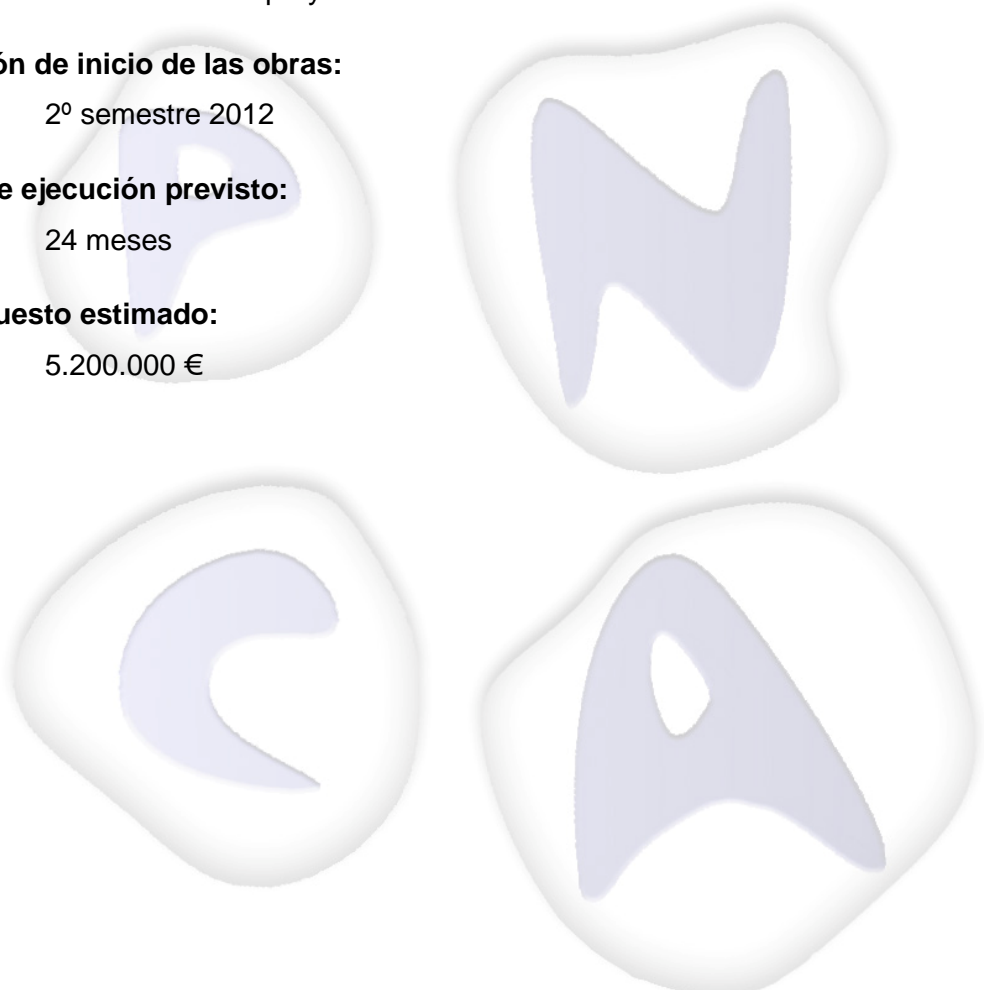 ón de inicio de las obras:
2º semestre 2012
e ejecución previsto:
24 meses
uesto estimado:
5.200.000 €
P N
C A